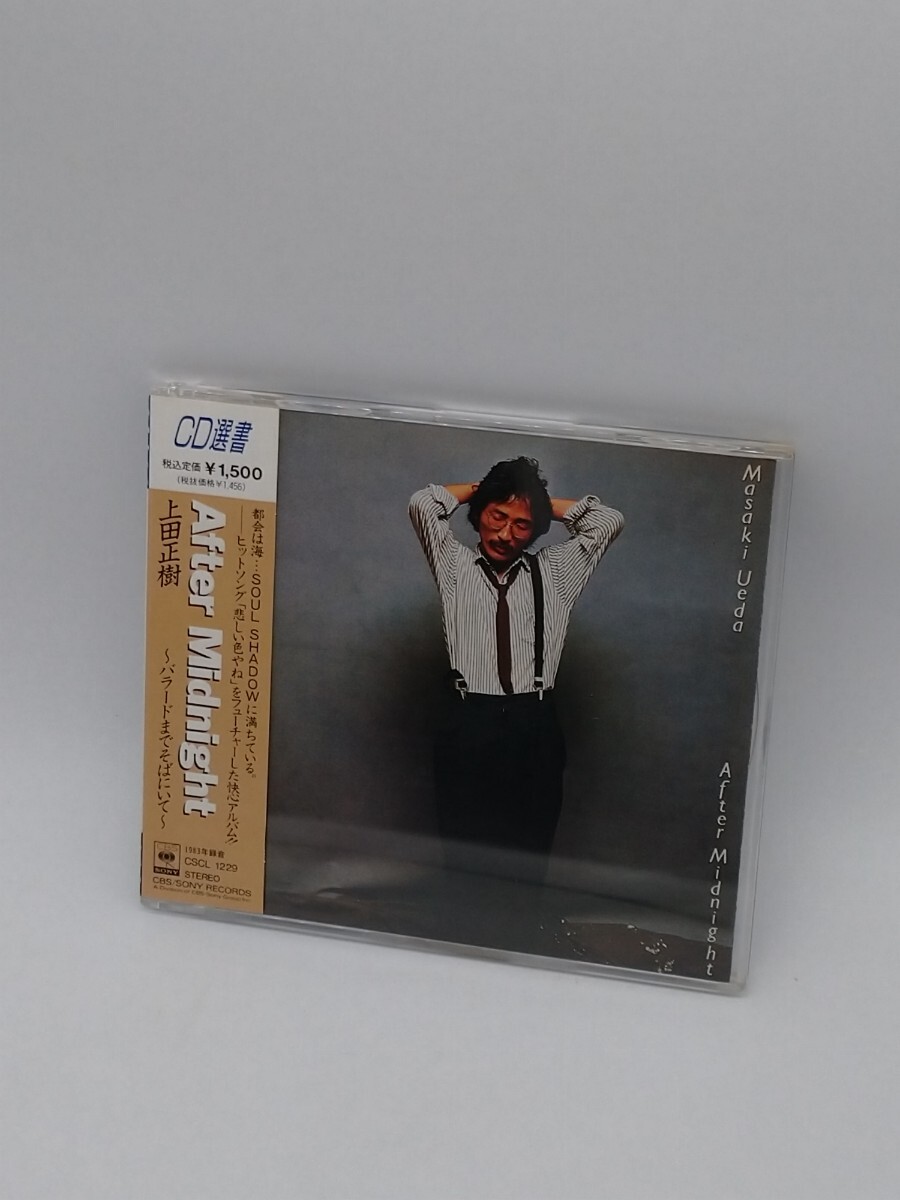 CD選書
税込定価 ¥1,500
(税抜価格¥1,456)
都会は海…SOUL SHADOWに満ちている。
――ヒットソング「悲しい色やね」をフューチャーした快心アルバム!!
After Midnight
上田正樹
~バラードまでそばにいて~
1983年録音
CSCL 1229
STEREO
SONY
CBS/SONY RECORDS
Masaki Ueda
After Midnight